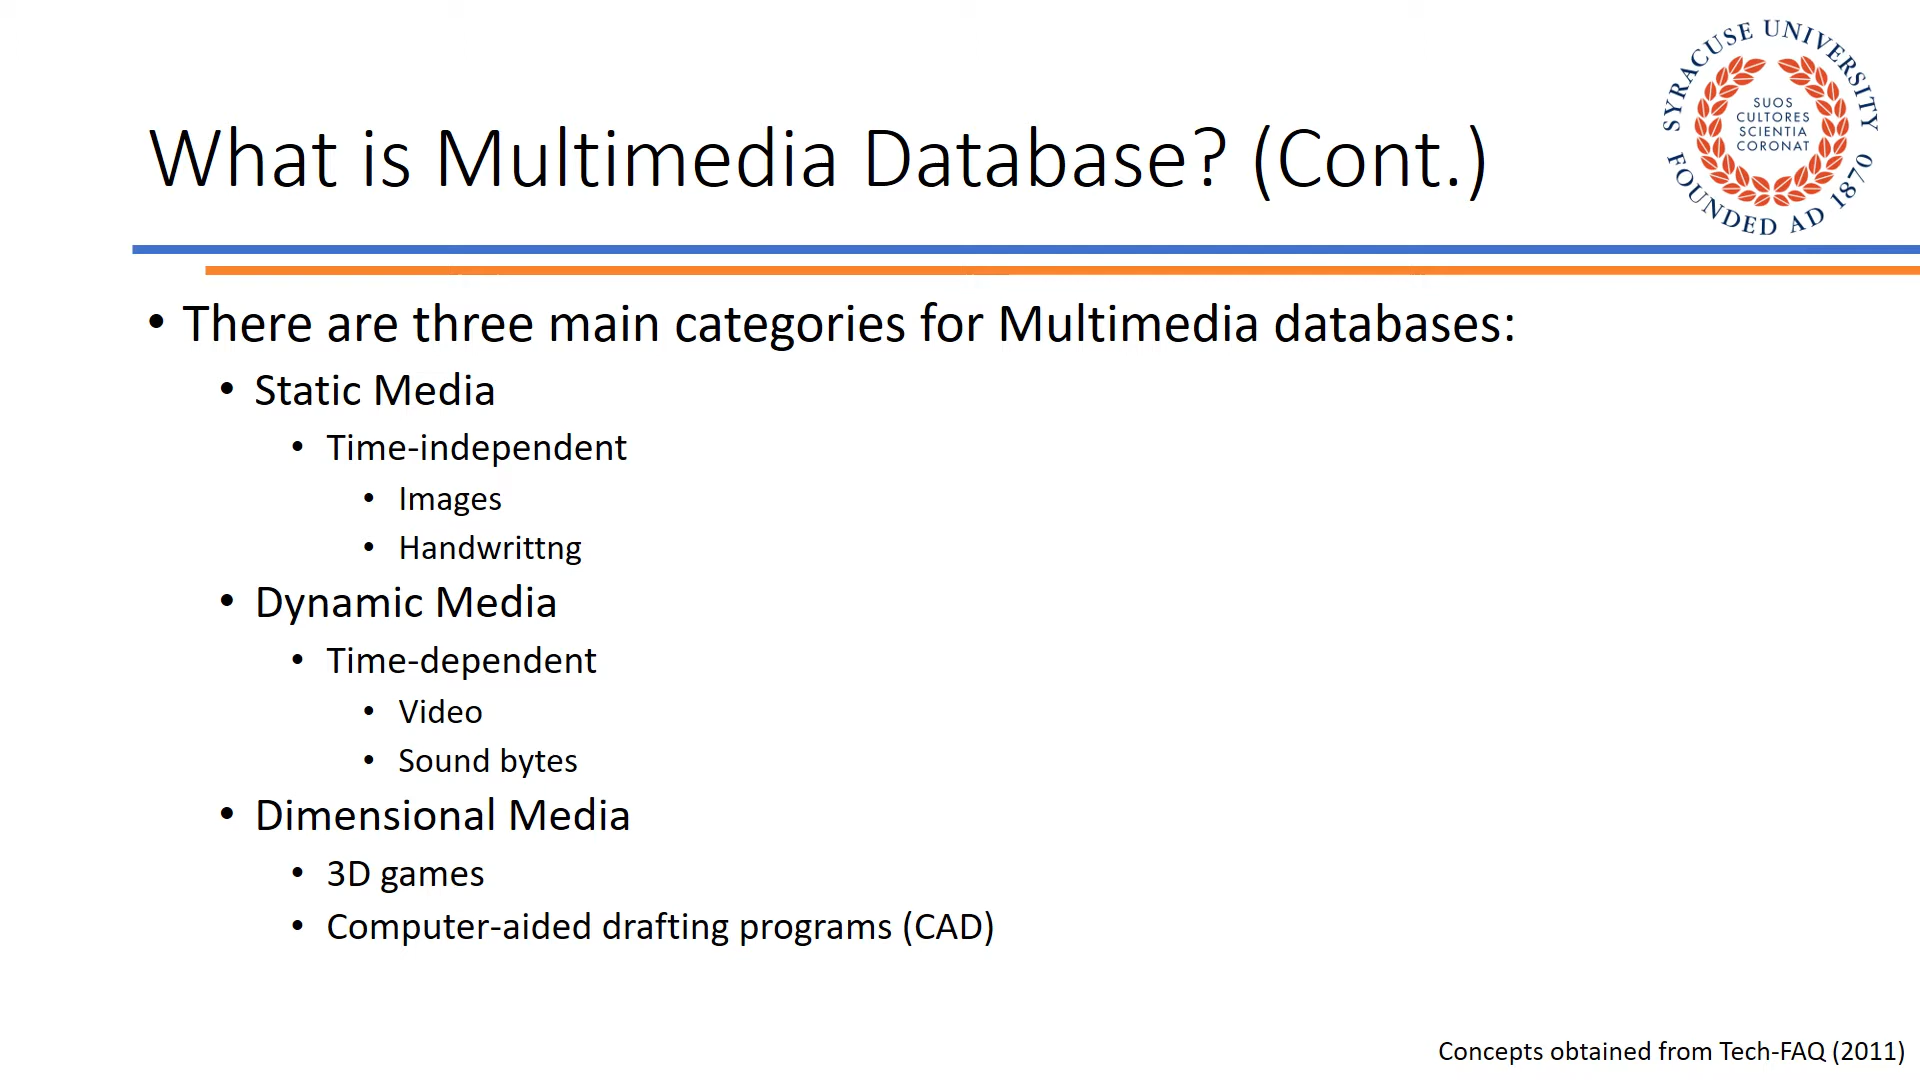 SYRACUSE UNIVERSITY
FOUNDED AD 1870
SUOS
CULTORES
SCIENTIA
CORONAT
What is Multimedia Database? (Cont.)
• There are three main categories for Multimedia databases:
• Static Media
• Time-independent
• Images
• Handwrittng
• Dynamic Media
• Time-dependent
• Video
• Sound bytes
• Dimensional Media
• 3D games
• Computer-aided drafting programs (CAD)
Concepts obtained from Tech-FAQ (2011)